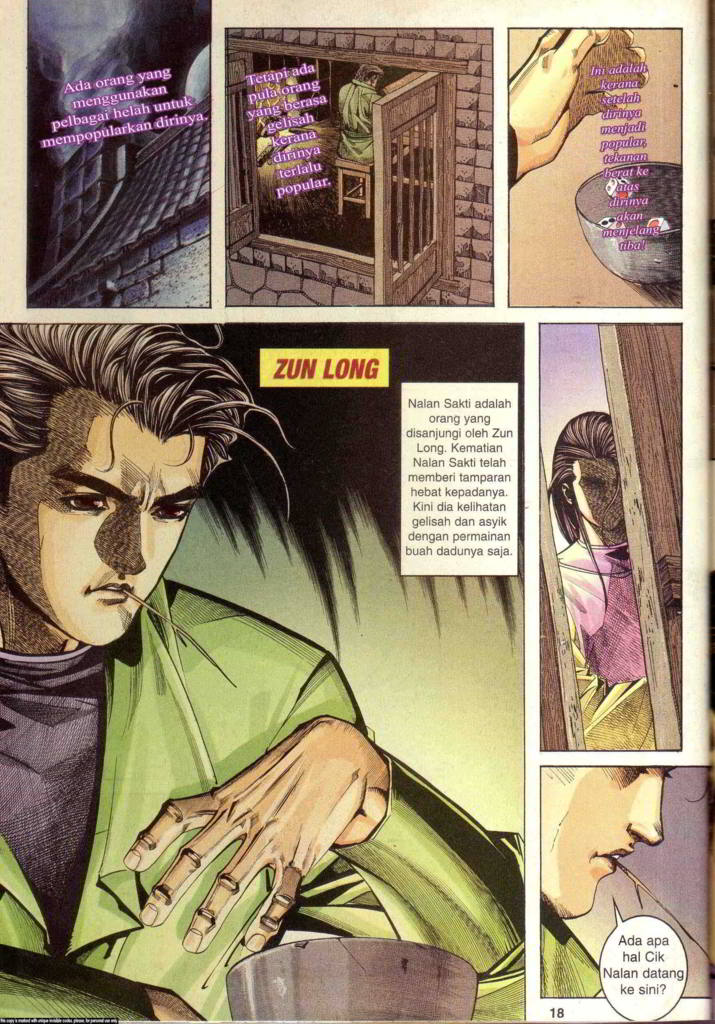 Ada orang yang
menggunakan
pelbagai helah untuk
mempopularkan dirinya.
Tetapi ada
pula orang
yang berasa
gelisah
kerana
dirinya
terlalu
popular.
Ini adalah
kerana
setelah
dirinya
menjadi
popular,
tekanan
berat ke
atas
dirinya
akan
menjelang
tiba!
ZUN LONG
Nalan Sakti adalah
orang yang
disanjungi oleh Zun
Long. Kematian
Nalan Sakti telah
memberi tamparan
hebat kepadanya.
Kini dia kelihatan
gelisah dan asyik
dengan permainan
buah dadunya saja.
Ada apa
hal Cik
Nalan datang
ke sini?
18
this copy is marked with unique invisible codes, please, for personal use only